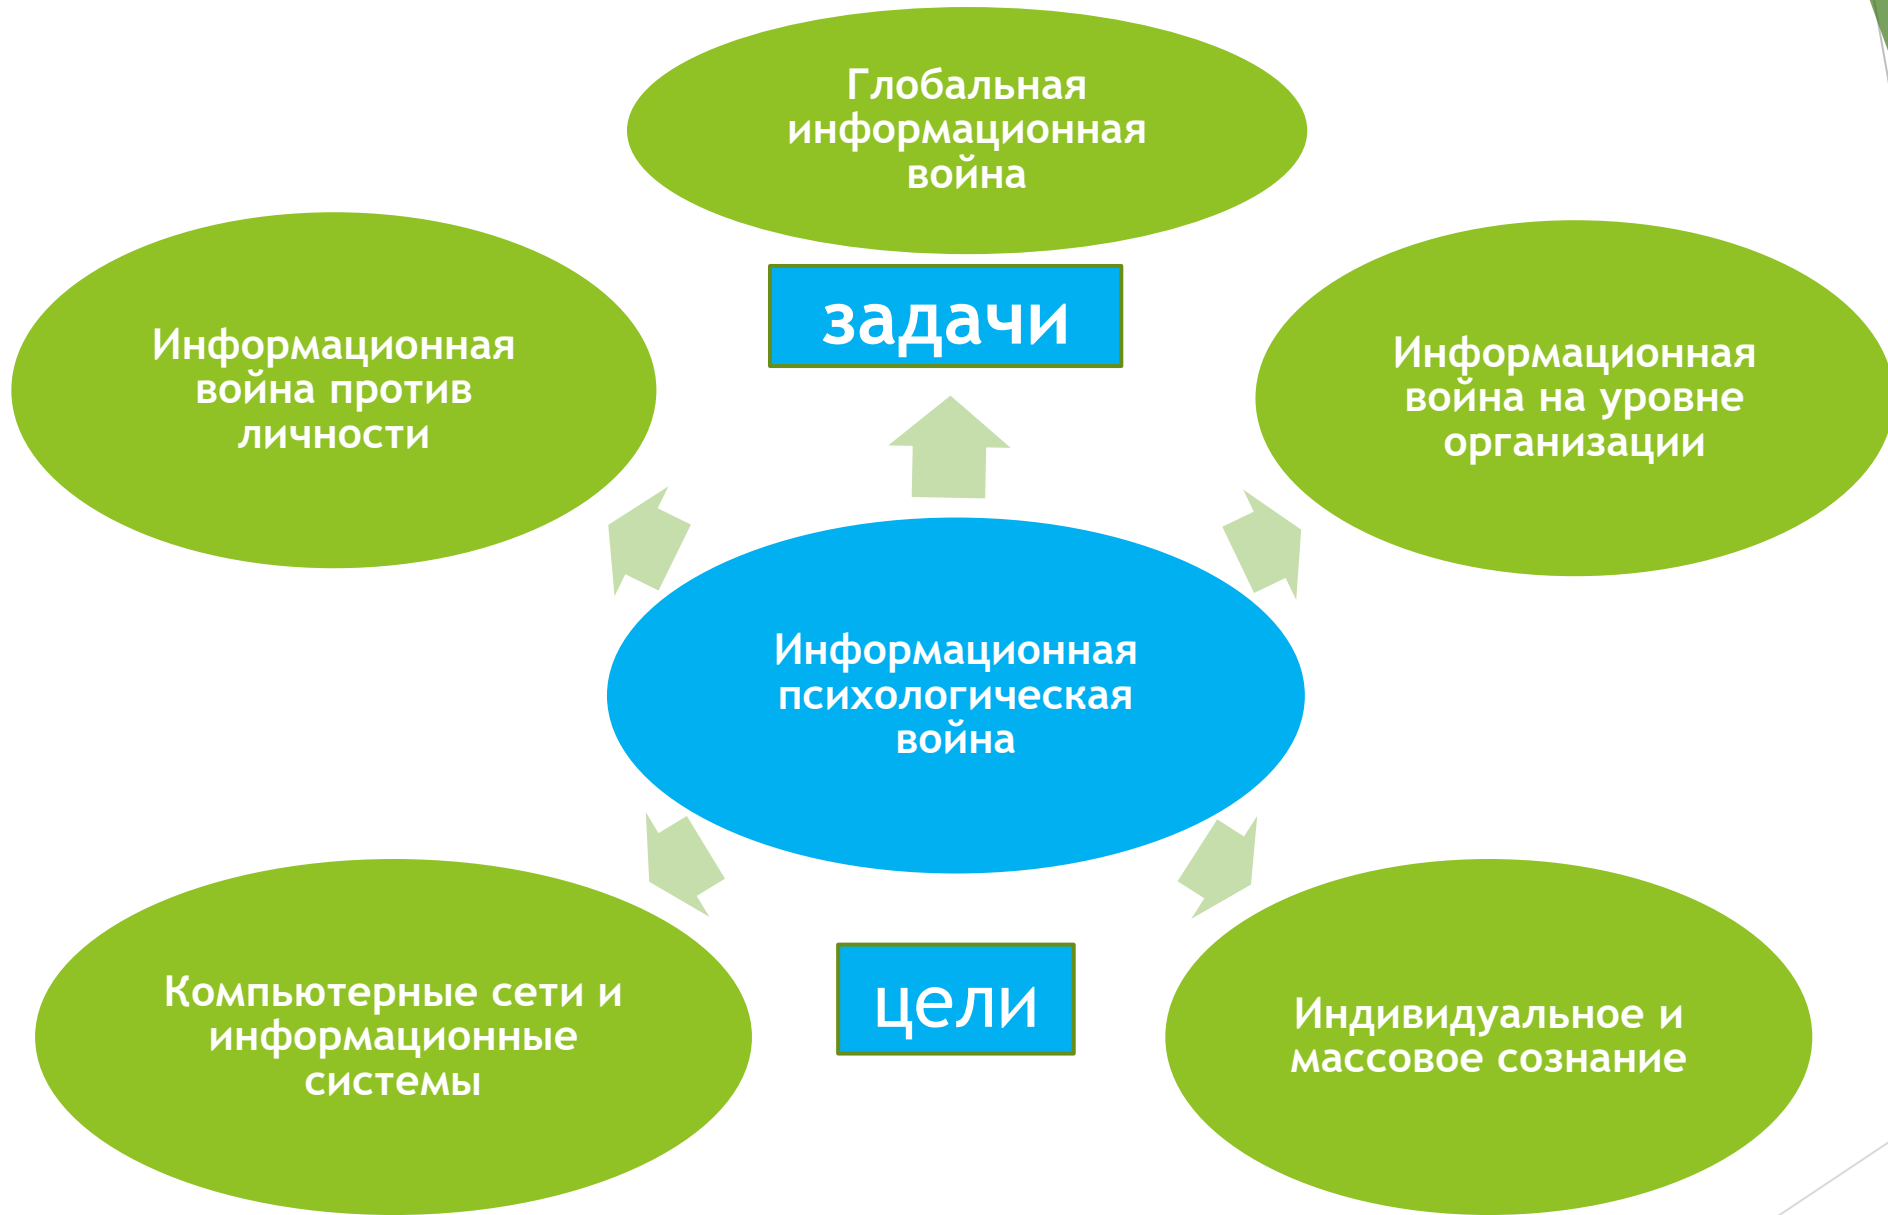 Глобальная
информационная
война
задачи
Информационная
война против
личности
Информационная
война на уровне
организации
Информационная
психологическая
война
Компьютерные сети и
информационные
системы
цели
Индивидуальное и
массовое сознание